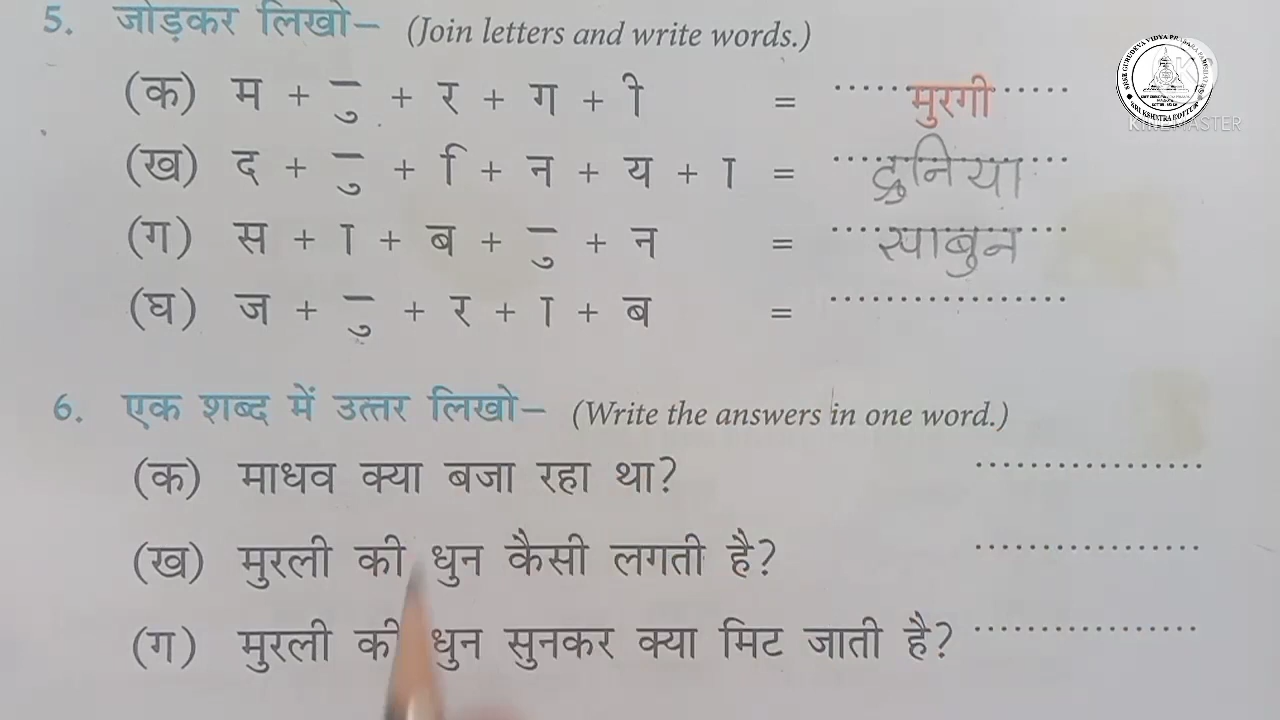 5. जोड़कर लिखो– (Join letters and write words.)
(क) म + ु + र + ग + ी = मुरगी
(ख) द + ु + ि + न + य + ा = दुनिया
(ग) स + ा + ब + ु + न = साबुन
(घ) ज + ु + र + ा + ब =
6. एक शब्द में उत्तर लिखो– (Write the answers in one word.)
(क) माधव क्या बजा रहा था?
(ख) मुरली की धुन कैसी लगती है?
(ग) मुरली की धुन सुनकर क्या मिट जाती है?